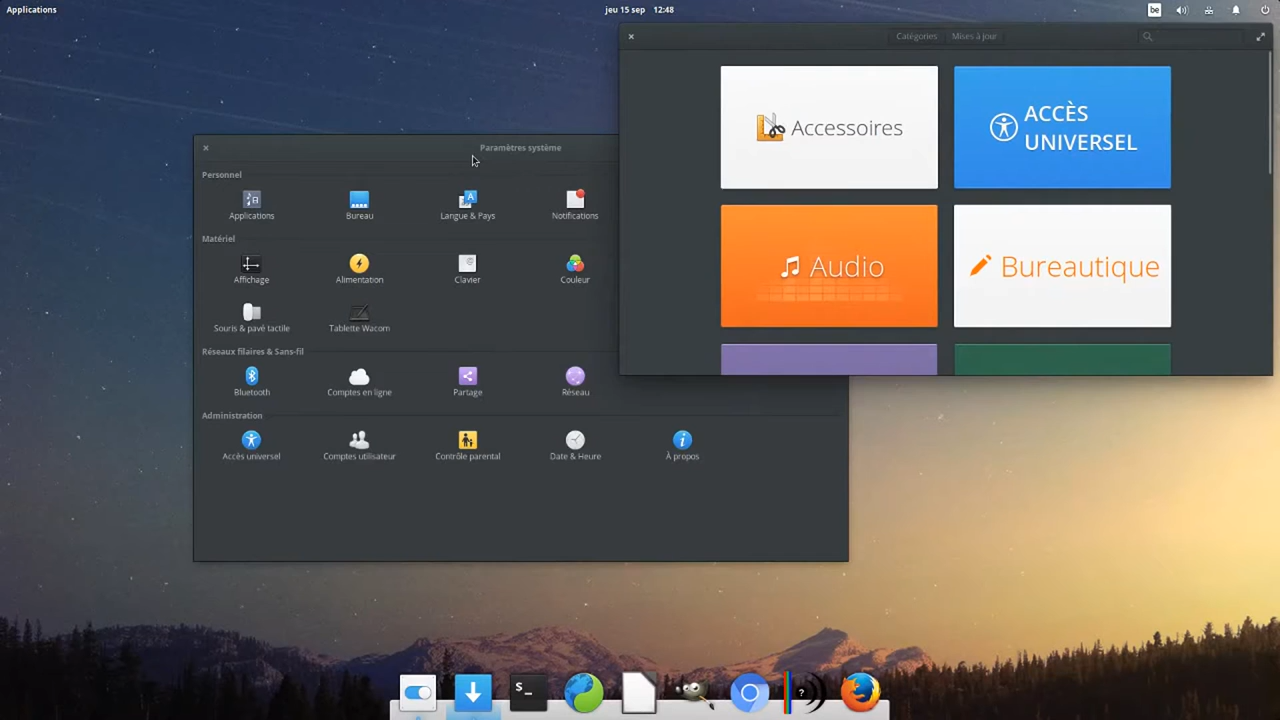 Applications
jeu 15 sep 12:48
be
Catégories Mises à jour
Accessoires
ACCÈS
UNIVERSEL
Audio
Bureautique
Paramètres système
Personnel
Applications
Bureau
Langue & Pays
Notifications
Matériel
Affichage
Alimentation
Clavier
Couleur
Souris & pavé tactile
Tablette Wacom
Réseaux filaires & Sans-fil
Bluetooth
Comptes en ligne
Partage
Réseau
Administration
Accès universel
Comptes utilisateur
Contrôle parental
Date & Heure
À propos
$_
?